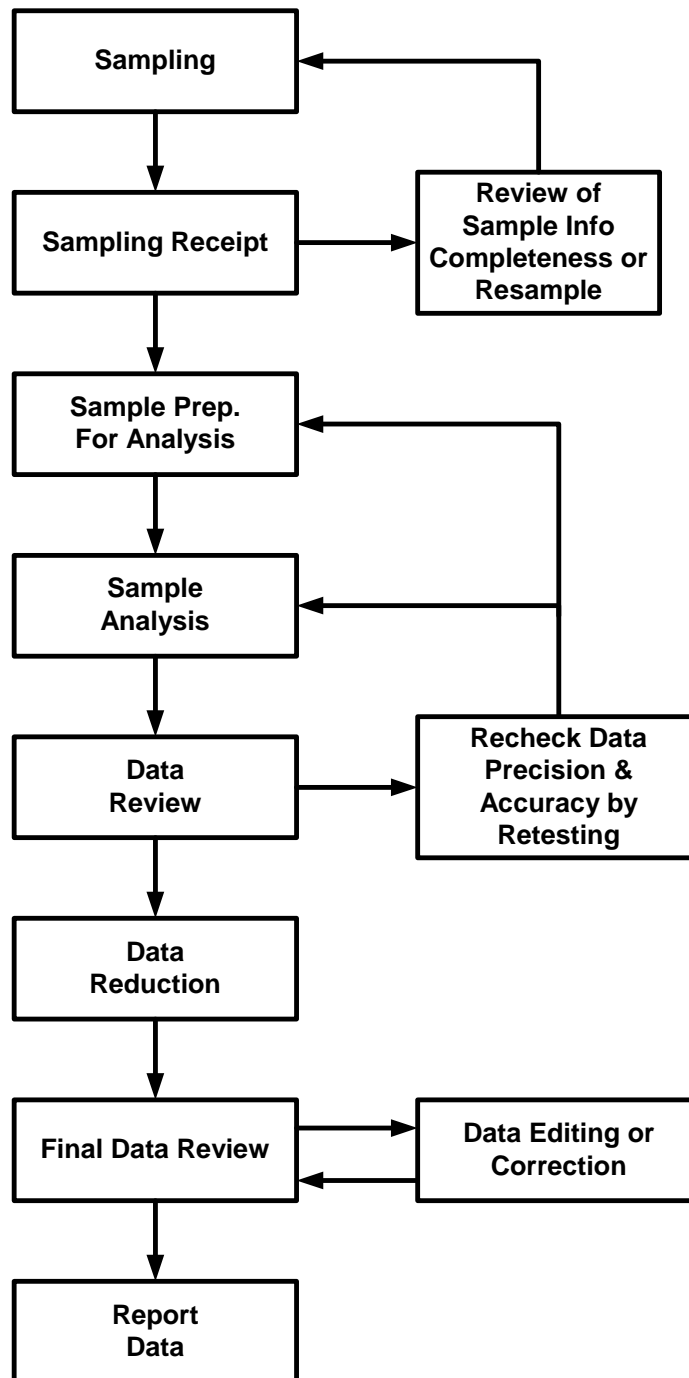 Sampling
Sampling Receipt
Review of
Sample Info
Completeness or
Resample
Sample Prep.
For Analysis
Sample
Analysis
Data
Review
Recheck Data
Precision &
Accuracy by
Retesting
Data
Reduction
Final Data Review
Data Editing or
Correction
Report
Data